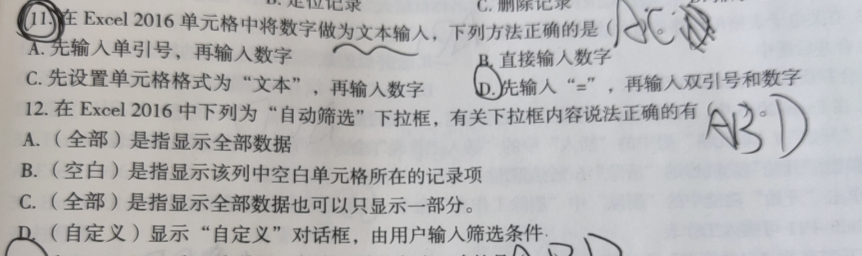 B. 定位记录 C. 删除记录
11. 在 Excel 2016 单元格中将数字做为文本输入，下列方法正确的是（ AC
A. 先输入单引号，再输入数字 B. 直接输入数字
C. 先设置单元格格式为“文本”，再输入数字 D. 先输入“=”，再输入双引号和数字
12. 在 Excel 2016 中下列为“自动筛选”下拉框，有关下拉框内容说法正确的有（ ABD
A.（全部）是指显示全部数据
B.（空白）是指显示该列中空白单元格所在的记录项
C.（全部）是指显示全部数据也可以只显示一部分。
D.（自定义）显示“自定义”对话框，由用户输入筛选条件.